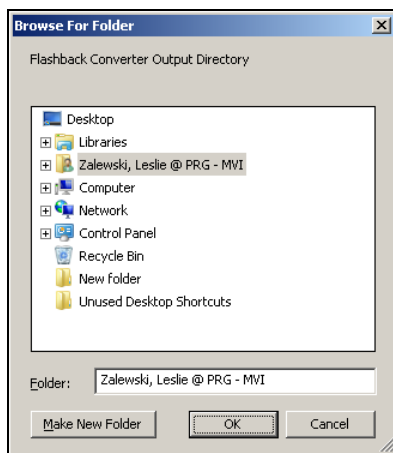 Browse For Folder
Flashback Converter Output Directory
Desktop
Libraries
Zalewski, Leslie @ PRG - MVI
Computer
Network
Control Panel
Recycle Bin
New folder
Unused Desktop Shortcuts
Folder: Zalewski, Leslie @ PRG - MVI
Make New Folder OK Cancel